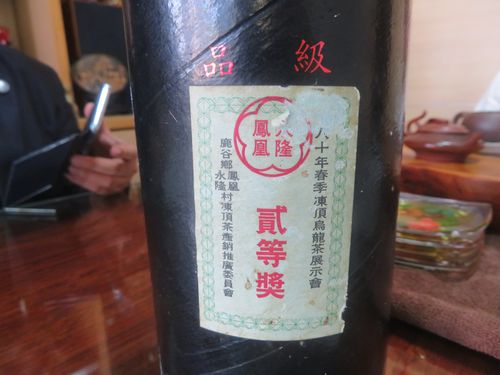 品級
永隆
鳳凰
八十年春季凍頂烏龍茶展示會
貳等獎
鹿谷鄉鳳凰村凍頂茶產銷推廣委員會
永隆